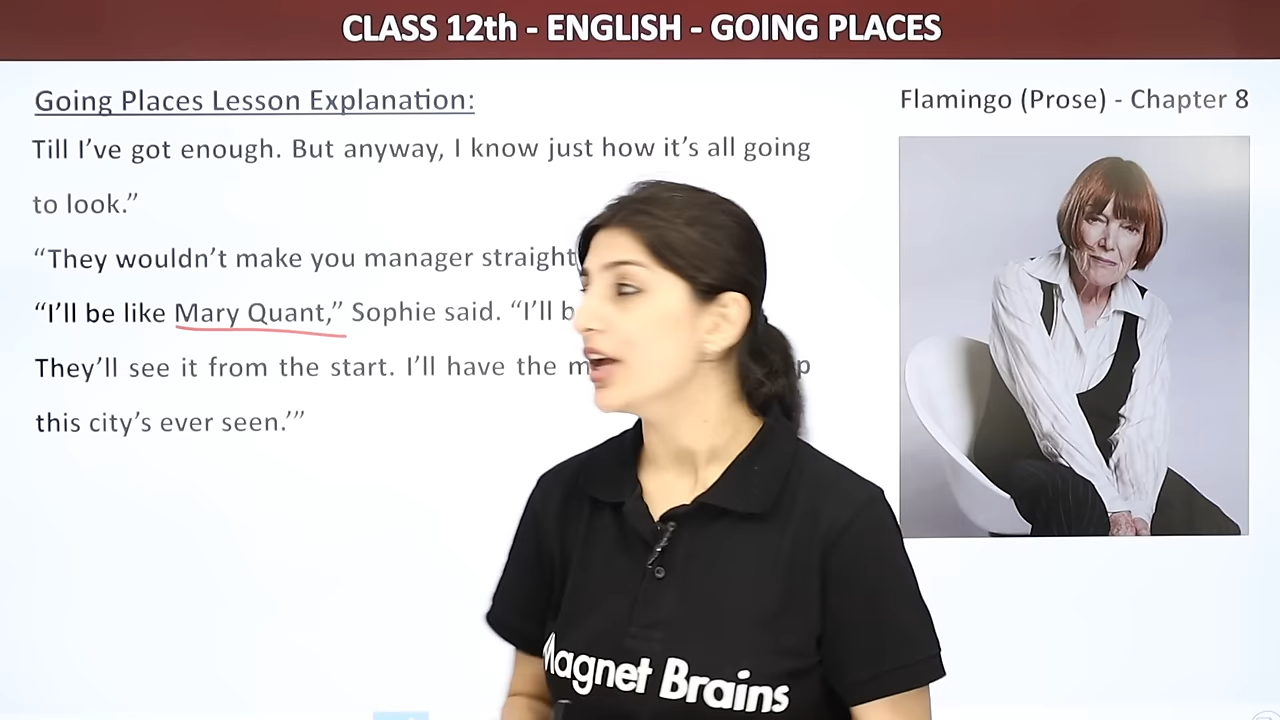 CLASS 12th - ENGLISH - GOING PLACES
Going Places Lesson Explanation:
Flamingo (Prose) - Chapter 8
Till I've got enough. But anyway, I know just how it's all going
to look.”
“They wouldn't make you manager straight
“I'll be like Mary Quant,” Sophie said. “I'll b
They'll see it from the start. I'll have the m p
this city's ever seen.'”
Magnet Brains